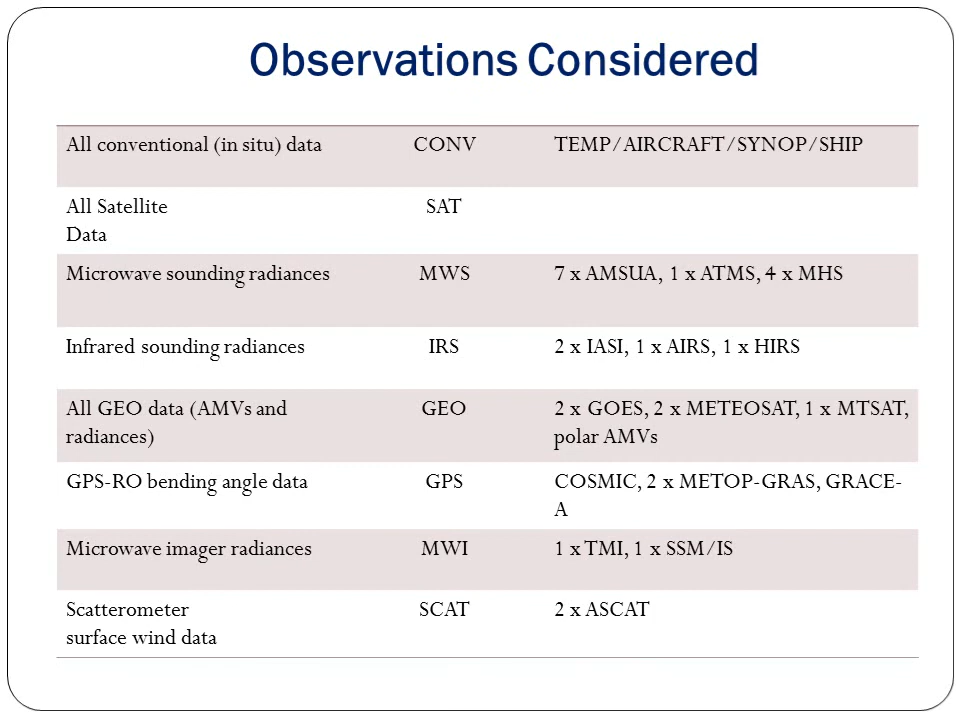 Observations Considered
All conventional (in situ) data CONV TEMP/AIRCRAFT/SYNOP/SHIP
All Satellite
Data SAT
Microwave sounding radiances MWS 7 x AMSUA, 1 x ATMS, 4 x MHS
Infrared sounding radiances IRS 2 x IASI, 1 x AIRS, 1 x HIRS
All GEO data (AMVs and
radiances) GEO 2 x GOES, 2 x METEOSAT, 1 x MTSAT,
polar AMVs
GPS-RO bending angle data GPS COSMIC, 2 x METOP-GRAS, GRACE-
A
Microwave imager radiances MWI 1 x TMI, 1 x SSM/IS
Scatterometer
surface wind data SCAT 2 x ASCAT